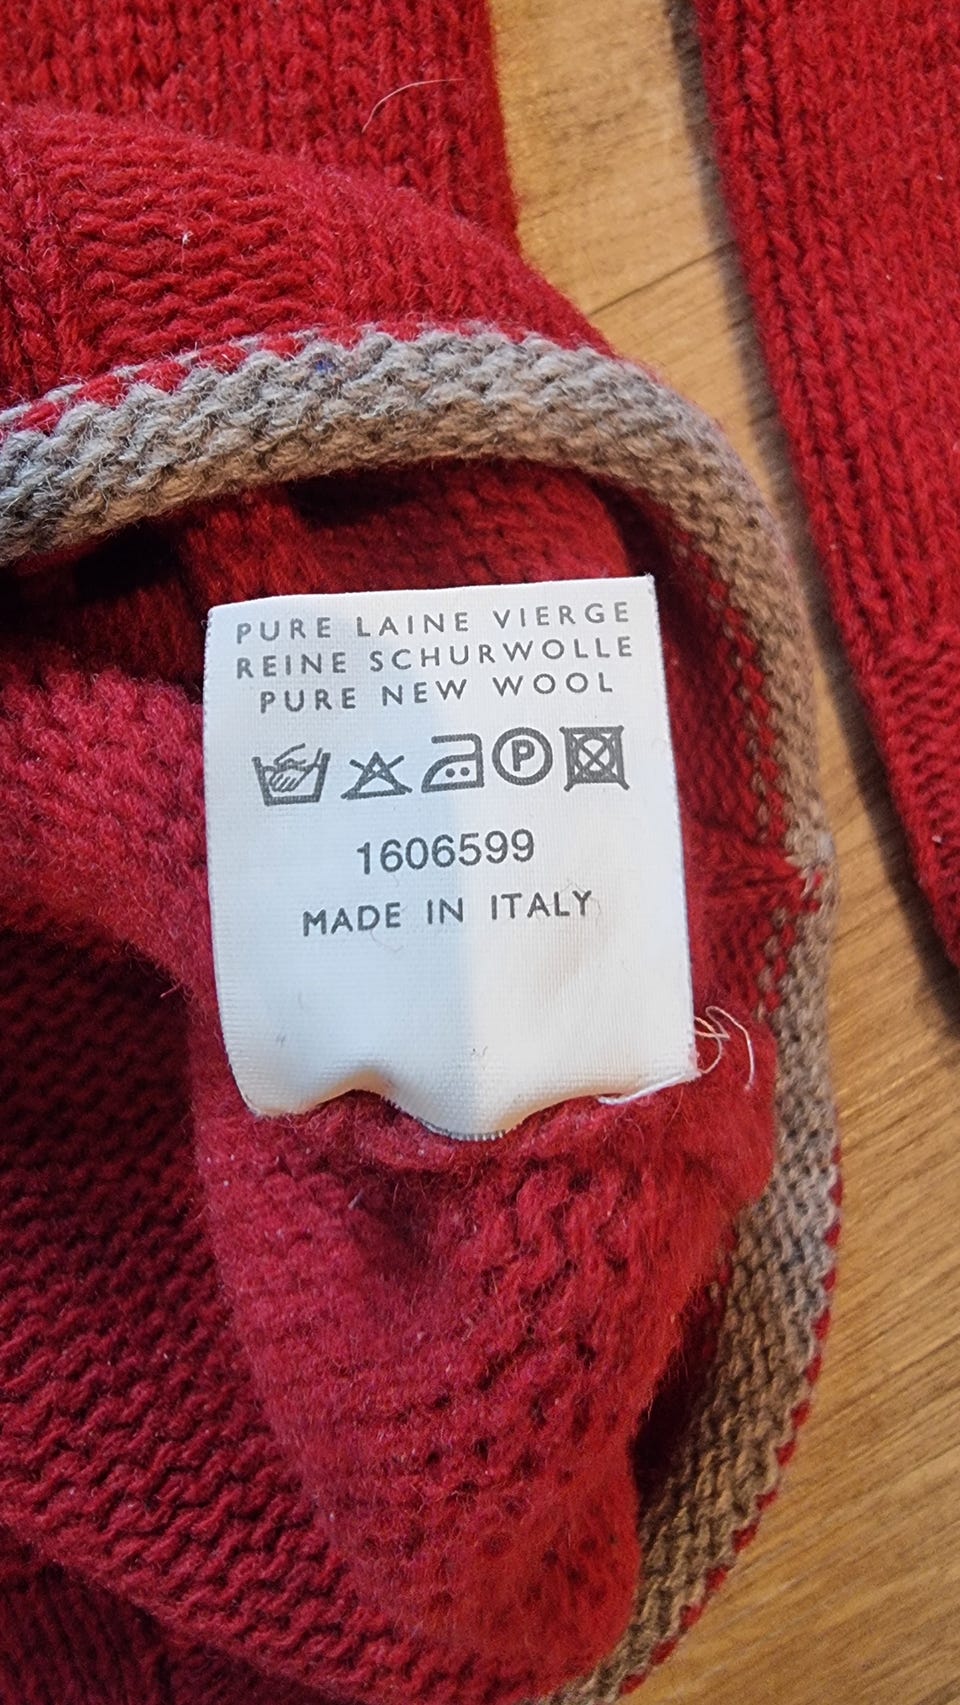 PURE LAINE VIERGE
REINE SCHURWOLLE
PURE NEW WOOL
P
1606599
MADE IN ITALY